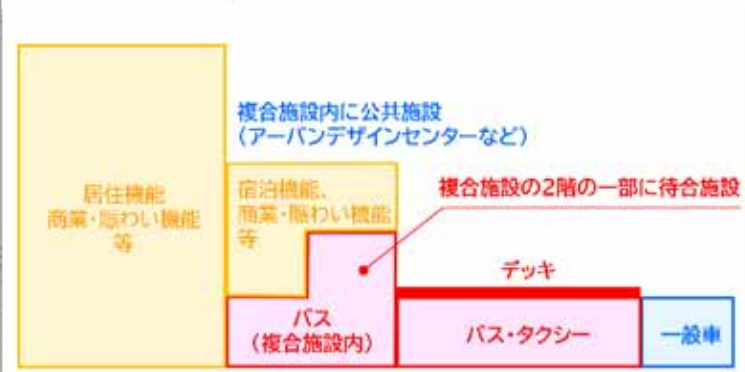 複合施設内に公共施設
（アーバンデザインセンターなど）
居住機能
商業・賑わい機能
等
宿泊機能、
商業・賑わい機能
等
複合施設の2階の一部に待合施設
デッキ
バス
（複合施設内）
バス・タクシー
一般車